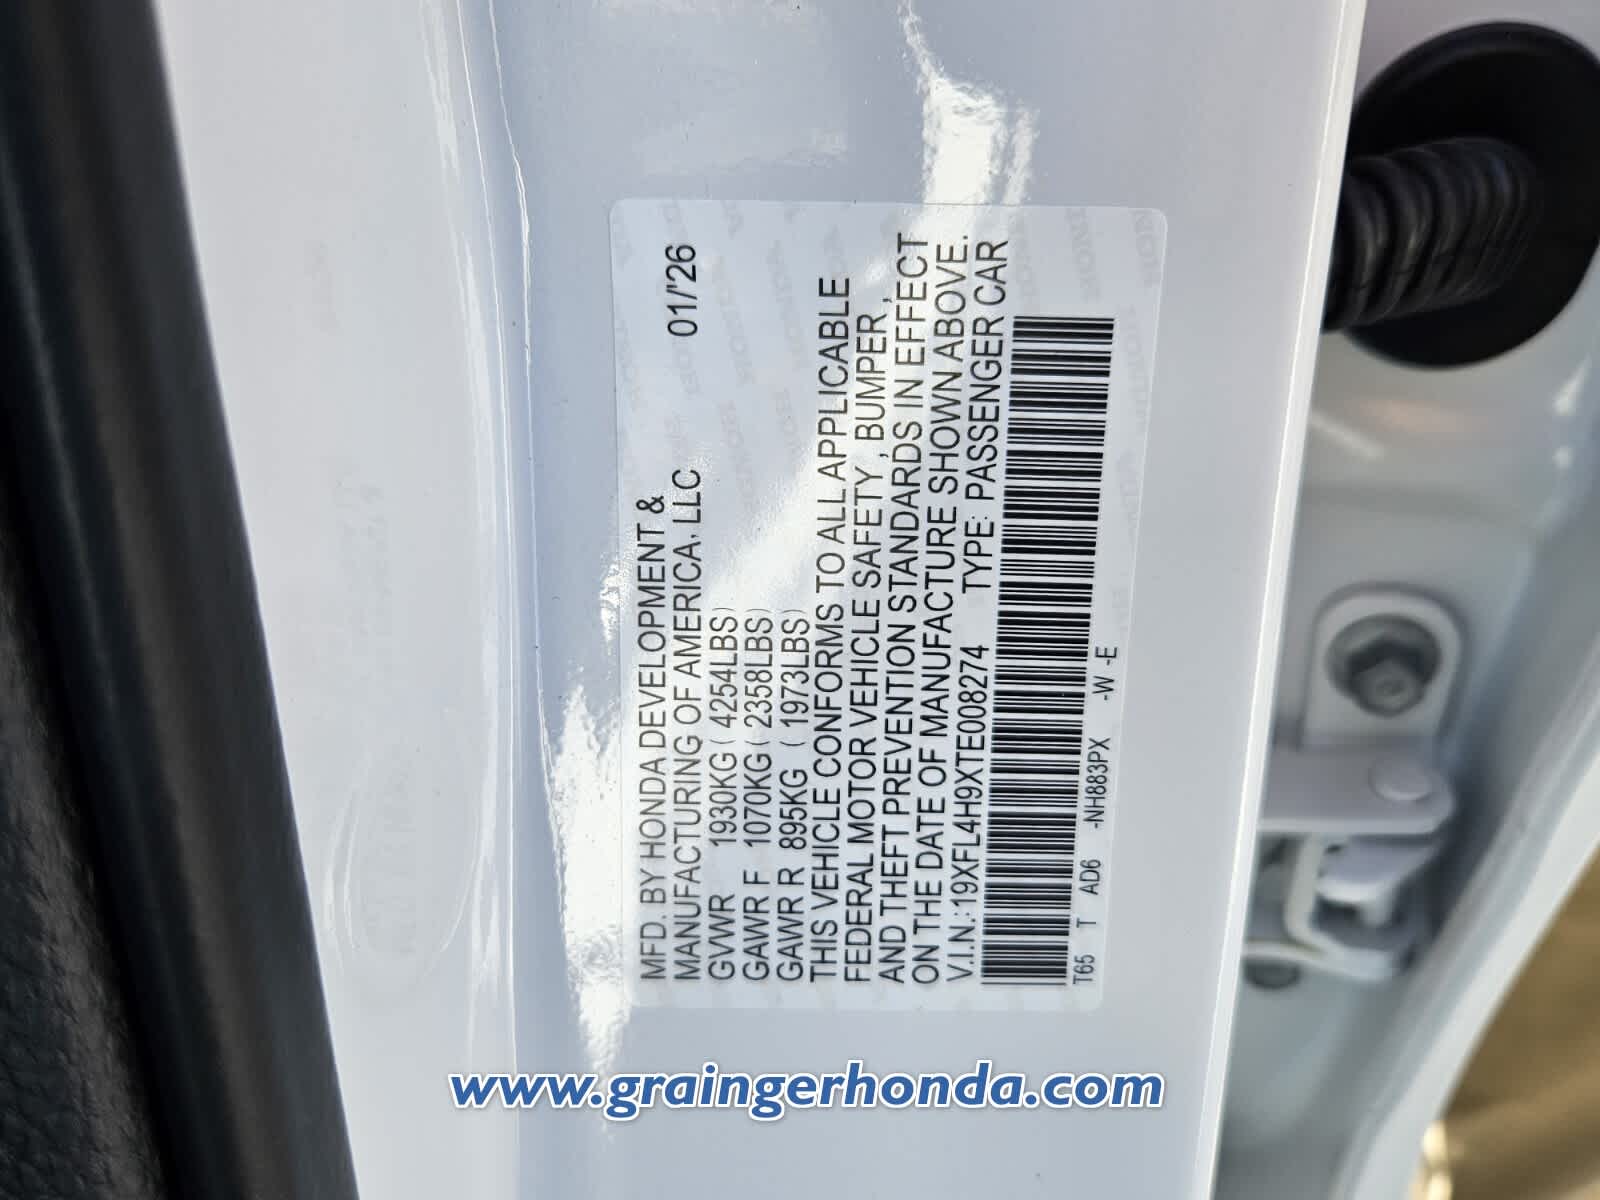 MFD. BY HONDA DEVELOPMENT &
MANUFACTURING OF AMERICA, LLC 01/'26
GVWR 1930KG ( 4254LBS)
GAWR F 1070KG ( 2358LBS)
GAWR R 895KG ( 1973LBS)
THIS VEHICLE CONFORMS TO ALL APPLICABLE
FEDERAL MOTOR VEHICLE SAFETY , BUMPER ,
AND THEFT PREVENTION STANDARDS IN EFFECT
ON THE DATE OF MANUFACTURE SHOWN ABOVE.
V.I.N.: 19XFL4H9XTE008274 TYPE: PASSENGER CAR
T65 T AD6 -NH883PX -W -E
www.graingerhonda.com